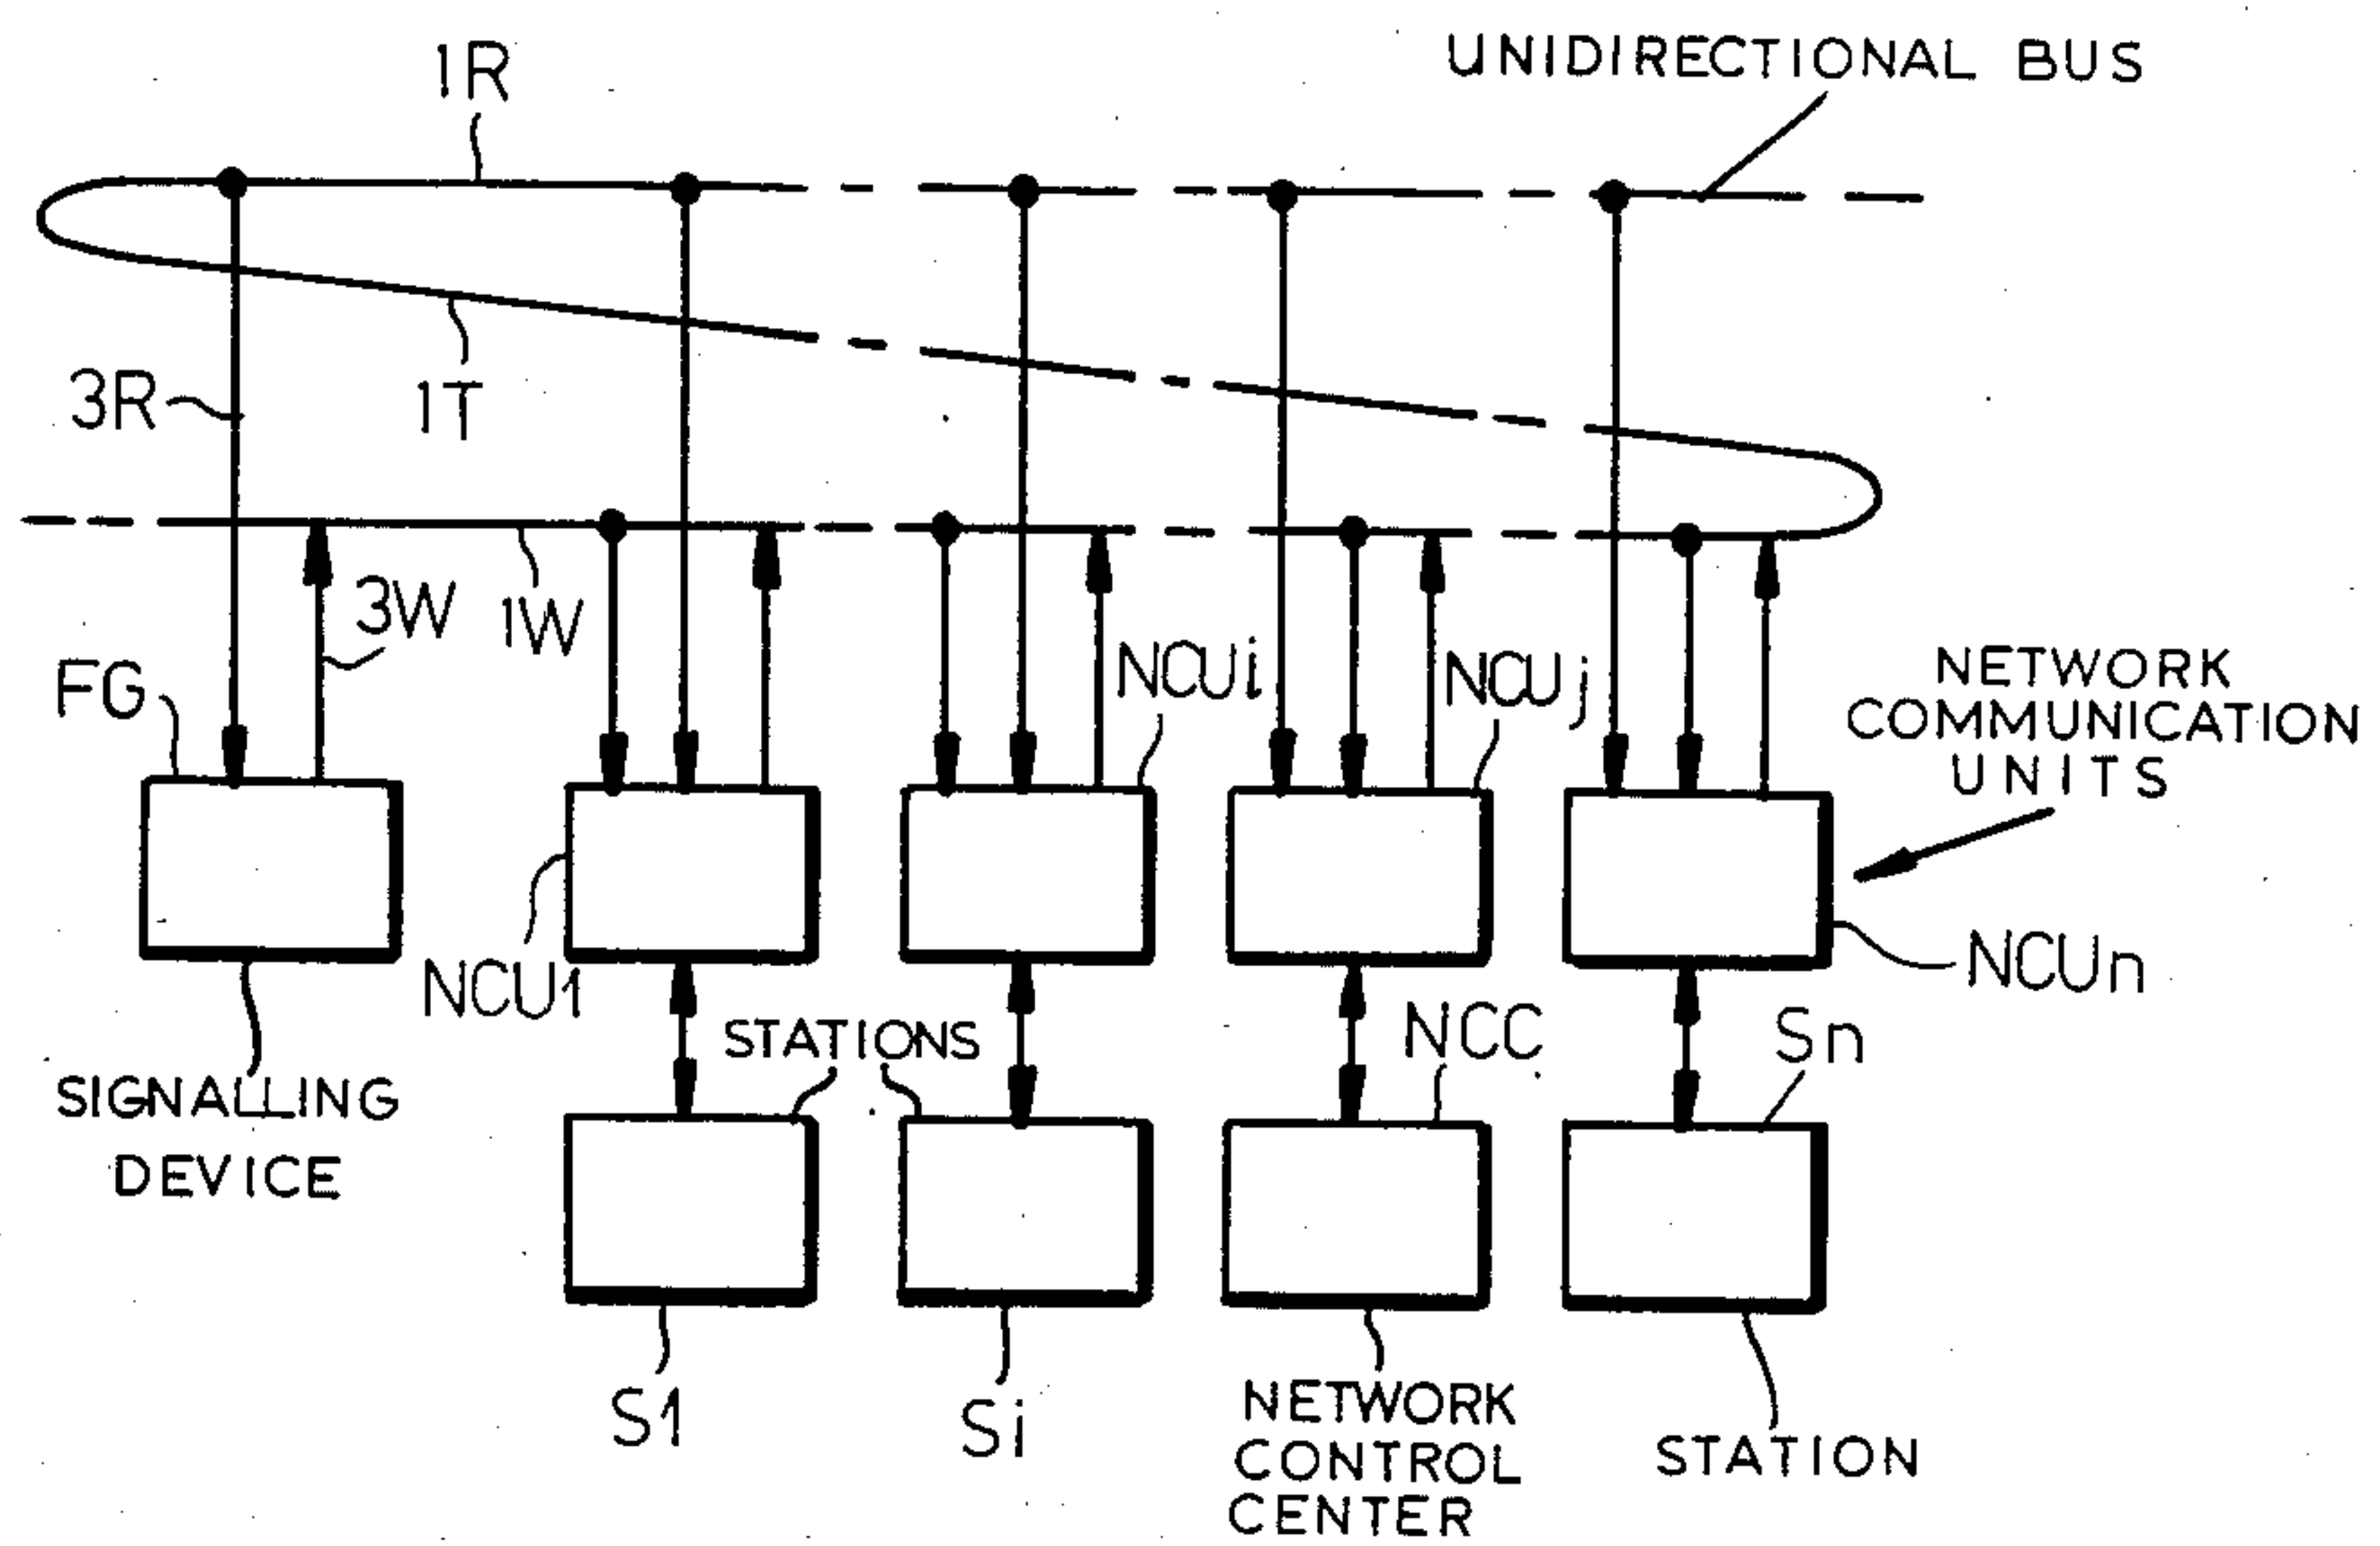 1R
UNIDIRECTIONAL BUS
3R
1T
3W
1W
FG
NCUi
NCUj
NETWORK
COMMUNICATION
UNITS
NCU1
NCUn
STATIONS
NCC
Sn
SIGNALLING
DEVICE
S1
Si
NETWORK
CONTROL
CENTER
STATION